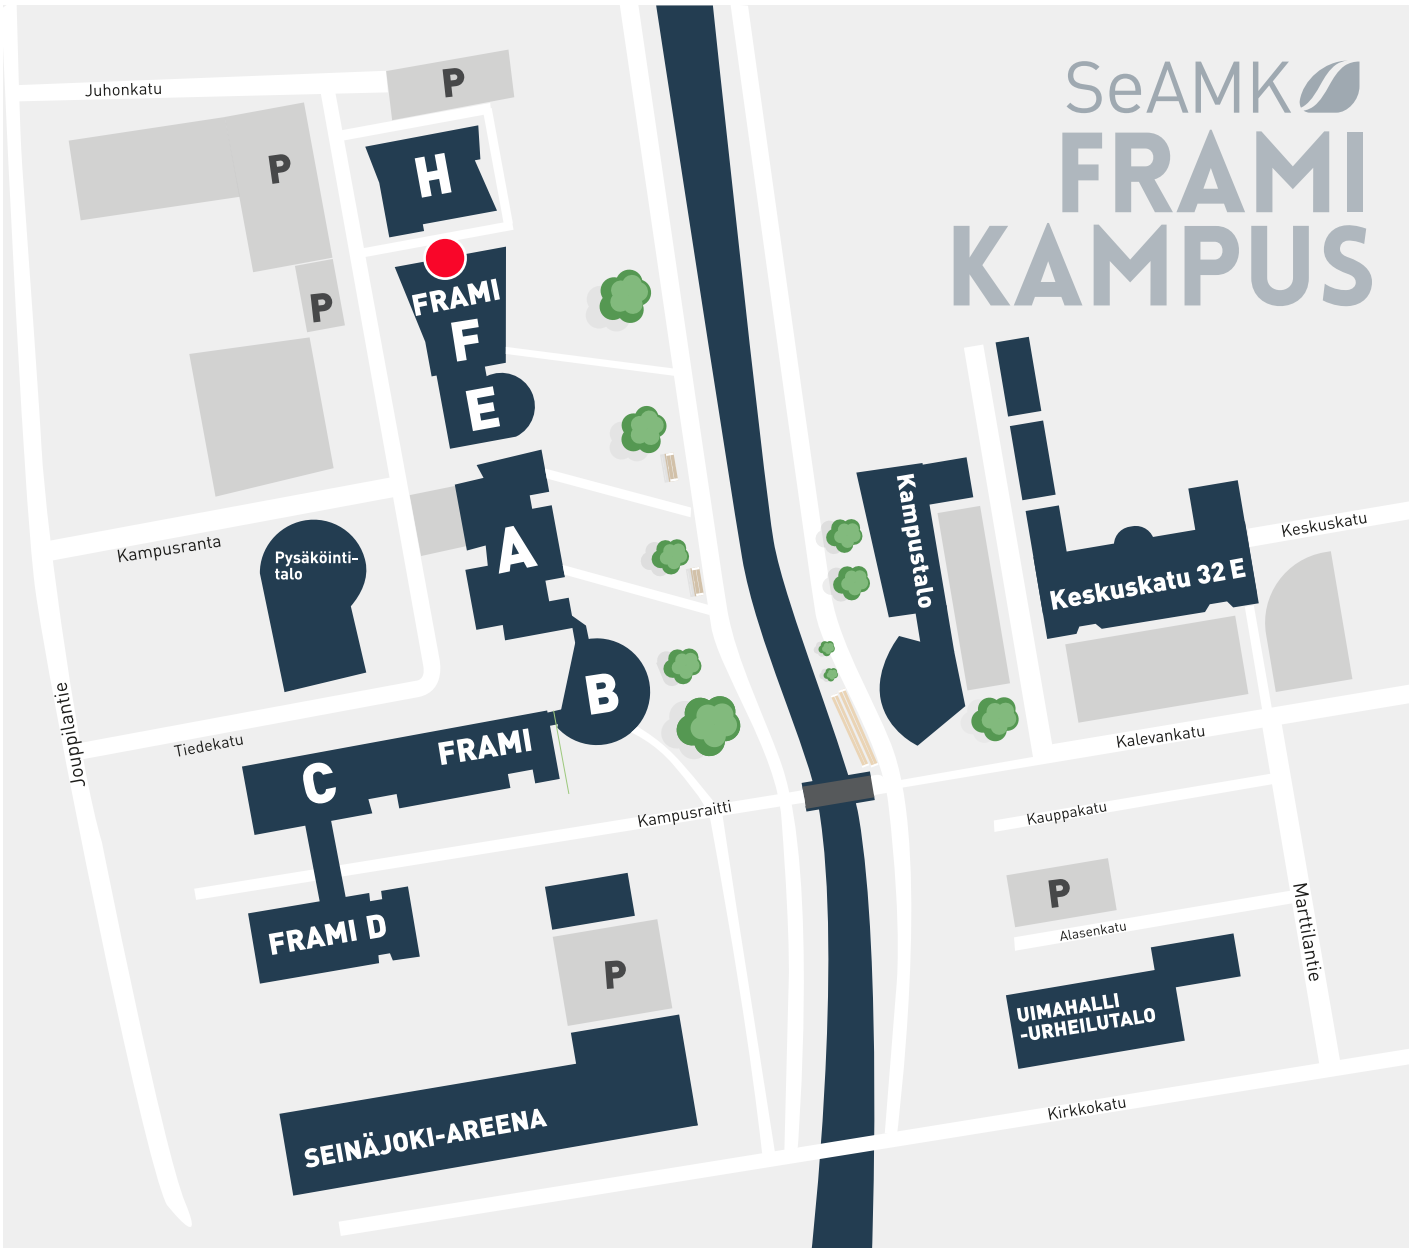 SeAMK
FRAMI
KAMPUS
Juhonkatu
P
P
H
P
FRAMI
F
E
A
Kampusranta
Pysäköinti-
talo
B
Jouppilantie
Tiedekatu
FRAMI
C
Kampusraitti
FRAMI D
P
SEINÄJOKI-AREENA
Kampustalo
Keskuskatu
Keskuskatu 32 E
Kalevankatu
Kauppakatu
P
Alasenkatu
Marttilantie
UIMAHALLI
-URHEILUTALO
Kirkkokatu